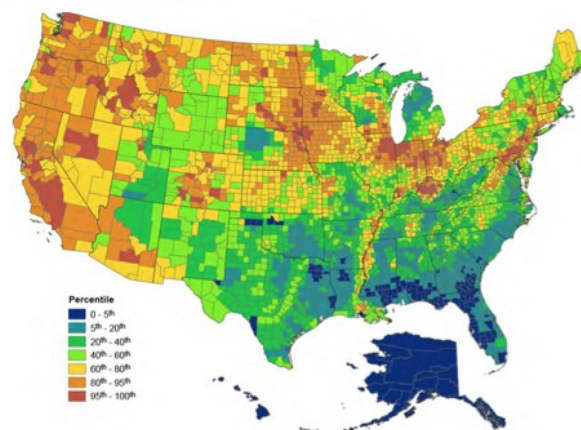 Percentile
0 - 5th
5th - 20th
20th - 40th
40th - 60th
60th - 80th
80th - 95th
95th - 100th